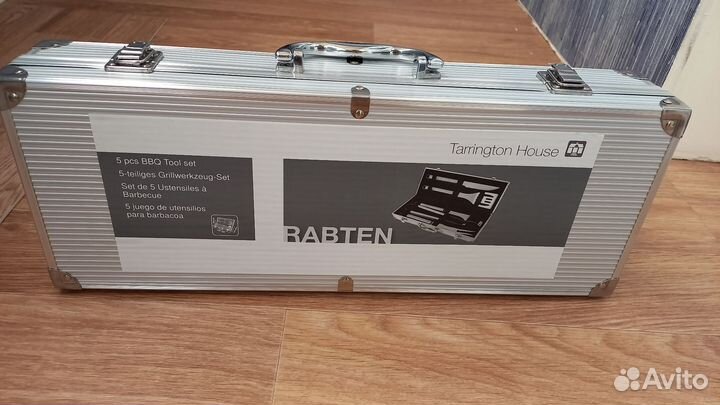 5 pcs BBQ Tool set
5-teiliges Grillwerkzeug-Set
Set de 5 Ustensiles à
Barbecue
5 juego de utensilios
para barbacoa
Tarrington House
RABTEN
Avito